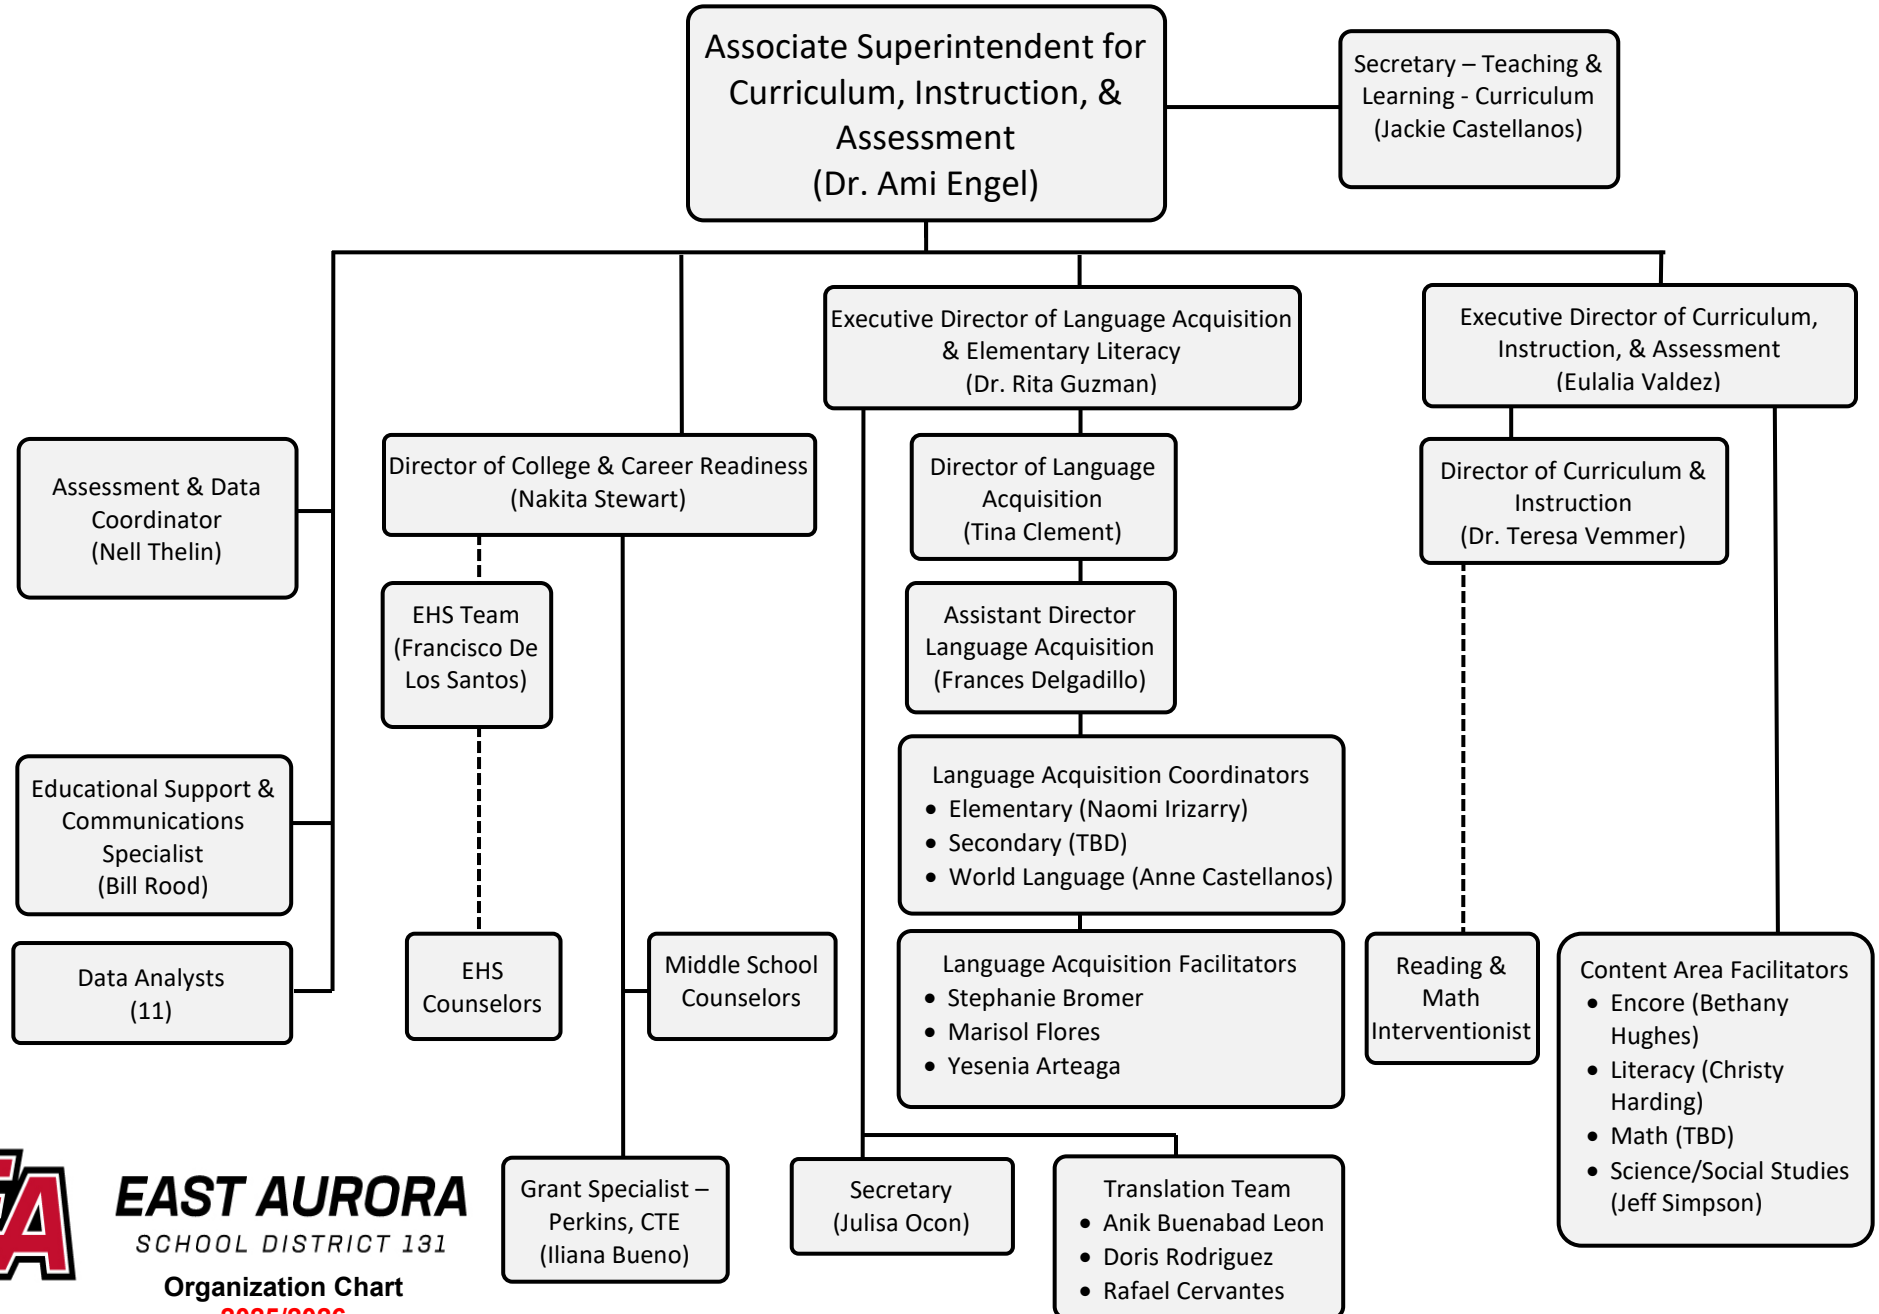 Associate Superintendent for
Curriculum, Instruction, &
Assessment
(Dr. Ami Engel)
Secretary – Teaching &
Learning - Curriculum
(Jackie Castellanos)
Executive Director of Language Acquisition
& Elementary Literacy
(Dr. Rita Guzman)
Executive Director of Curriculum,
Instruction, & Assessment
(Eulalia Valdez)
Assessment & Data
Coordinator
(Nell Thelin)
Director of College & Career Readiness
(Nakita Stewart)
Director of Language
Acquisition
(Tina Clement)
Director of Curriculum &
Instruction
(Dr. Teresa Vemmer)
EHS Team
(Francisco De
Los Santos)
Assistant Director
Language Acquisition
(Frances Delgadillo)
Educational Support &
Communications
Specialist
(Bill Rood)
Language Acquisition Coordinators
• Elementary (Naomi Irizarry)
• Secondary (TBD)
• World Language (Anne Castellanos)
Data Analysts
(11)
EHS
Counselors
Middle School
Counselors
Language Acquisition Facilitators
• Stephanie Bromer
• Marisol Flores
• Yesenia Arteaga
Reading &
Math
Interventionist
Content Area Facilitators
• Encore (Bethany
Hughes)
• Literacy (Christy
Harding)
• Math (TBD)
• Science/Social Studies
(Jeff Simpson)
Grant Specialist –
Perkins, CTE
(Iliana Bueno)
Secretary
(Julisa Ocon)
Translation Team
• Anik Buenabad Leon
• Doris Rodriguez
• Rafael Cervantes
EA
EAST AURORA
SCHOOL DISTRICT 131
Organization Chart
2025/2026